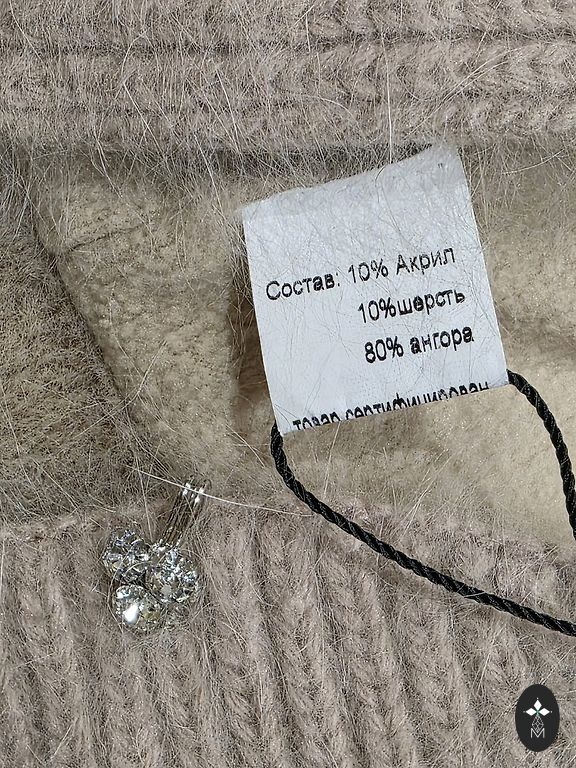 Состав: 10% Акрил
10%шерсть
80% ангора
товар сертифицирован